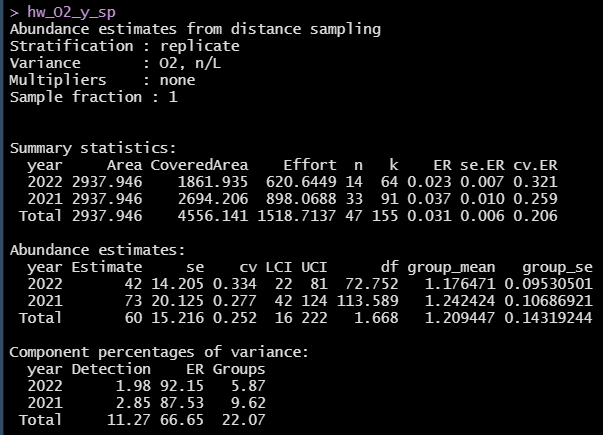 > hw_O2_y_sp
Abundance estimates from distance sampling
Stratification : replicate
Variance       : O2, n/L
Multipliers    : none
Sample fraction : 1
Summary statistics:
  year     Area CoveredArea    Effort  n   k    ER se.ER cv.ER
  2022 2937.946    1861.935  620.6449 14  64 0.023 0.007 0.321
  2021 2937.946    2694.206  898.0688 33  91 0.037 0.010 0.259
 Total 2937.946    4556.141 1518.7137 47 155 0.031 0.006 0.206
Abundance estimates:
  year Estimate     se    cv LCI UCI      df group_mean   group_se
  2022       42 14.205 0.334  22  81  72.752   1.176471 0.09530501
  2021       73 20.125 0.277  42 124 113.589   1.242424 0.10686921
 Total       60 15.216 0.252  16 222   1.668   1.209447 0.14319244
Component percentages of variance:
  year Detection    ER Groups
  2022      1.98 92.15   5.87
  2021      2.85 87.53   9.62
 Total     11.27 66.65  22.07